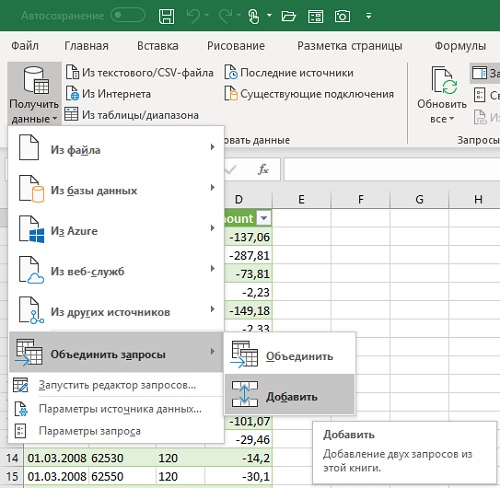 Автосохранение
Файл Главная Вставка Рисование Разметка страницы Формулы
Получить данные
Из текстового/CSV-файла
Из Интернета
Из таблицы/диапазона
Последние источники
Существующие подключения
Обновить все
За
Св
Из
овать данные
Запросы
fx
D E F G H
ount
-137,06
-287,81
-73,81
-2,23
-149,18
-2,33
Из файла
Из базы данных
Из Azure
Из веб-служб
Из других источников
Объединить запросы
Запустить редактор запросов...
Параметры источника данных...
Параметры запроса
Объединить
Добавить
-101,07
-29,46
14 01.03.2008 62530 120 -14,2
15 01.03.2008 62550 120 -30,1
Добавить
Добавление двух запросов из
этой книги.